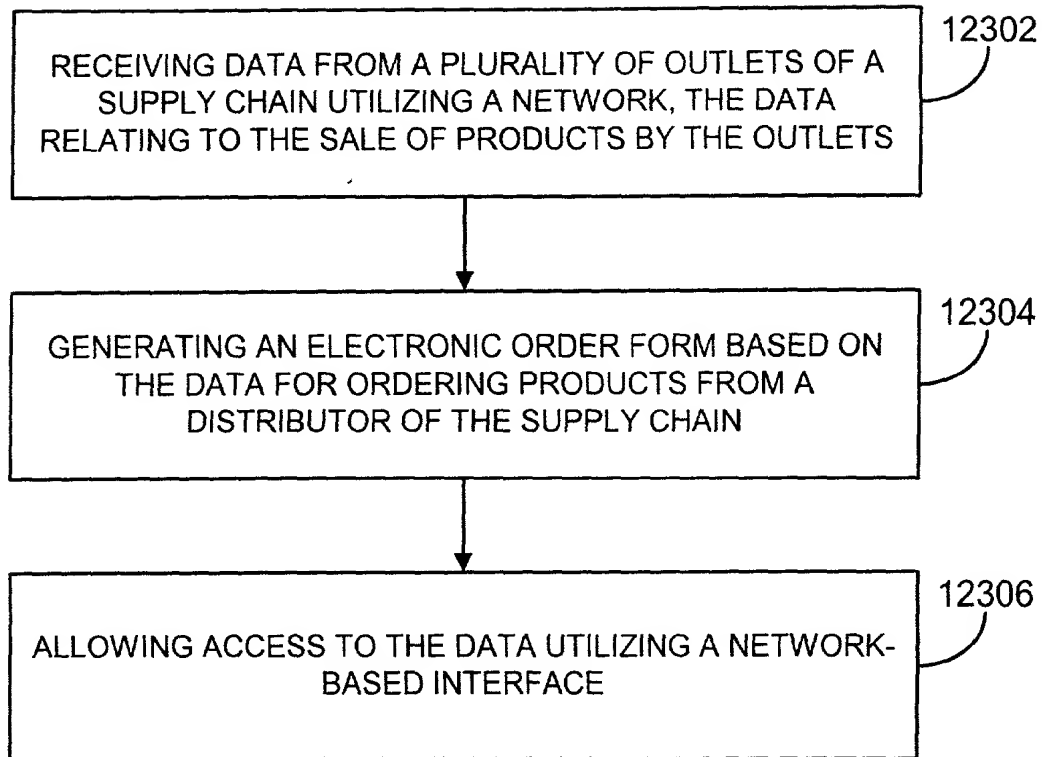 12302
RECEIVING DATA FROM A PLURALITY OF OUTLETS OF A
SUPPLY CHAIN UTILIZING A NETWORK, THE DATA
RELATING TO THE SALE OF PRODUCTS BY THE OUTLETS
12304
GENERATING AN ELECTRONIC ORDER FORM BASED ON
THE DATA FOR ORDERING PRODUCTS FROM A
DISTRIBUTOR OF THE SUPPLY CHAIN
12306
ALLOWING ACCESS TO THE DATA UTILIZING A NETWORK-
BASED INTERFACE